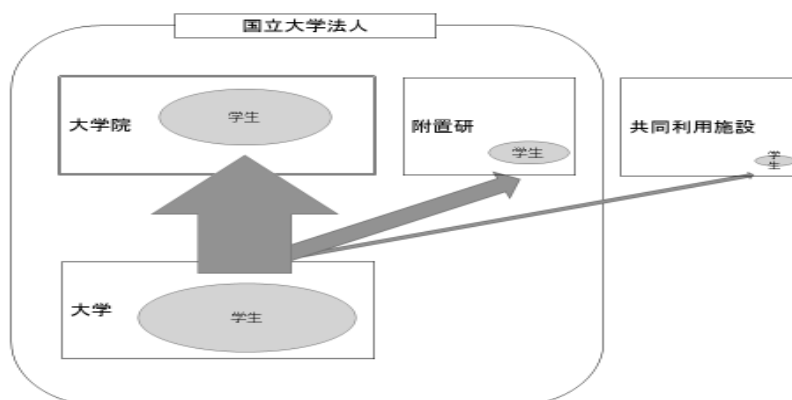 国立大学法人
大学院
学生
附置研
学生
共同利用施設
学
生
大学
学生